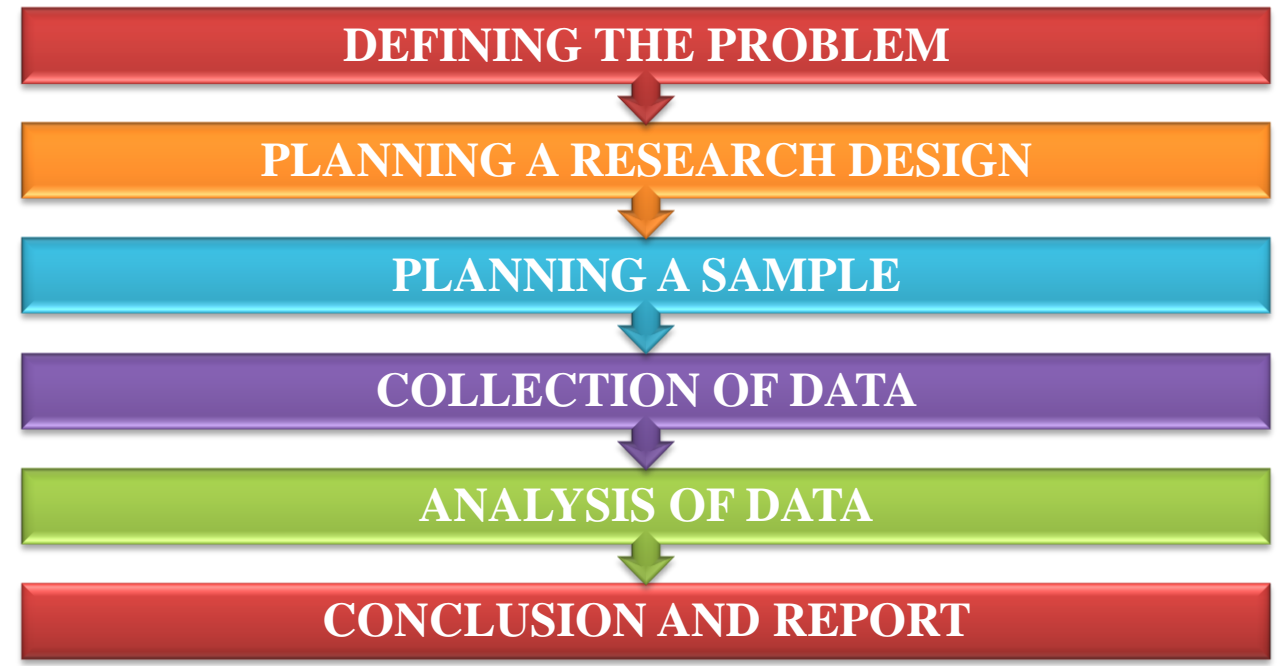 DEFINING THE PROBLEM
PLANNING A RESEARCH DESIGN
PLANNING A SAMPLE
COLLECTION OF DATA
ANALYSIS OF DATA
CONCLUSION AND REPORT